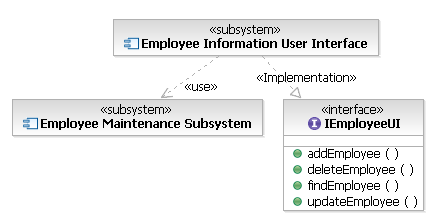 «subsystem»
Employee Information User Interface
«use»
«Implementation»
«subsystem»
Employee Maintenance Subsystem
«interface»
IEmployeeUI
addEmployee ( )
deleteEmployee ( )
findEmployee ( )
updateEmployee ( )